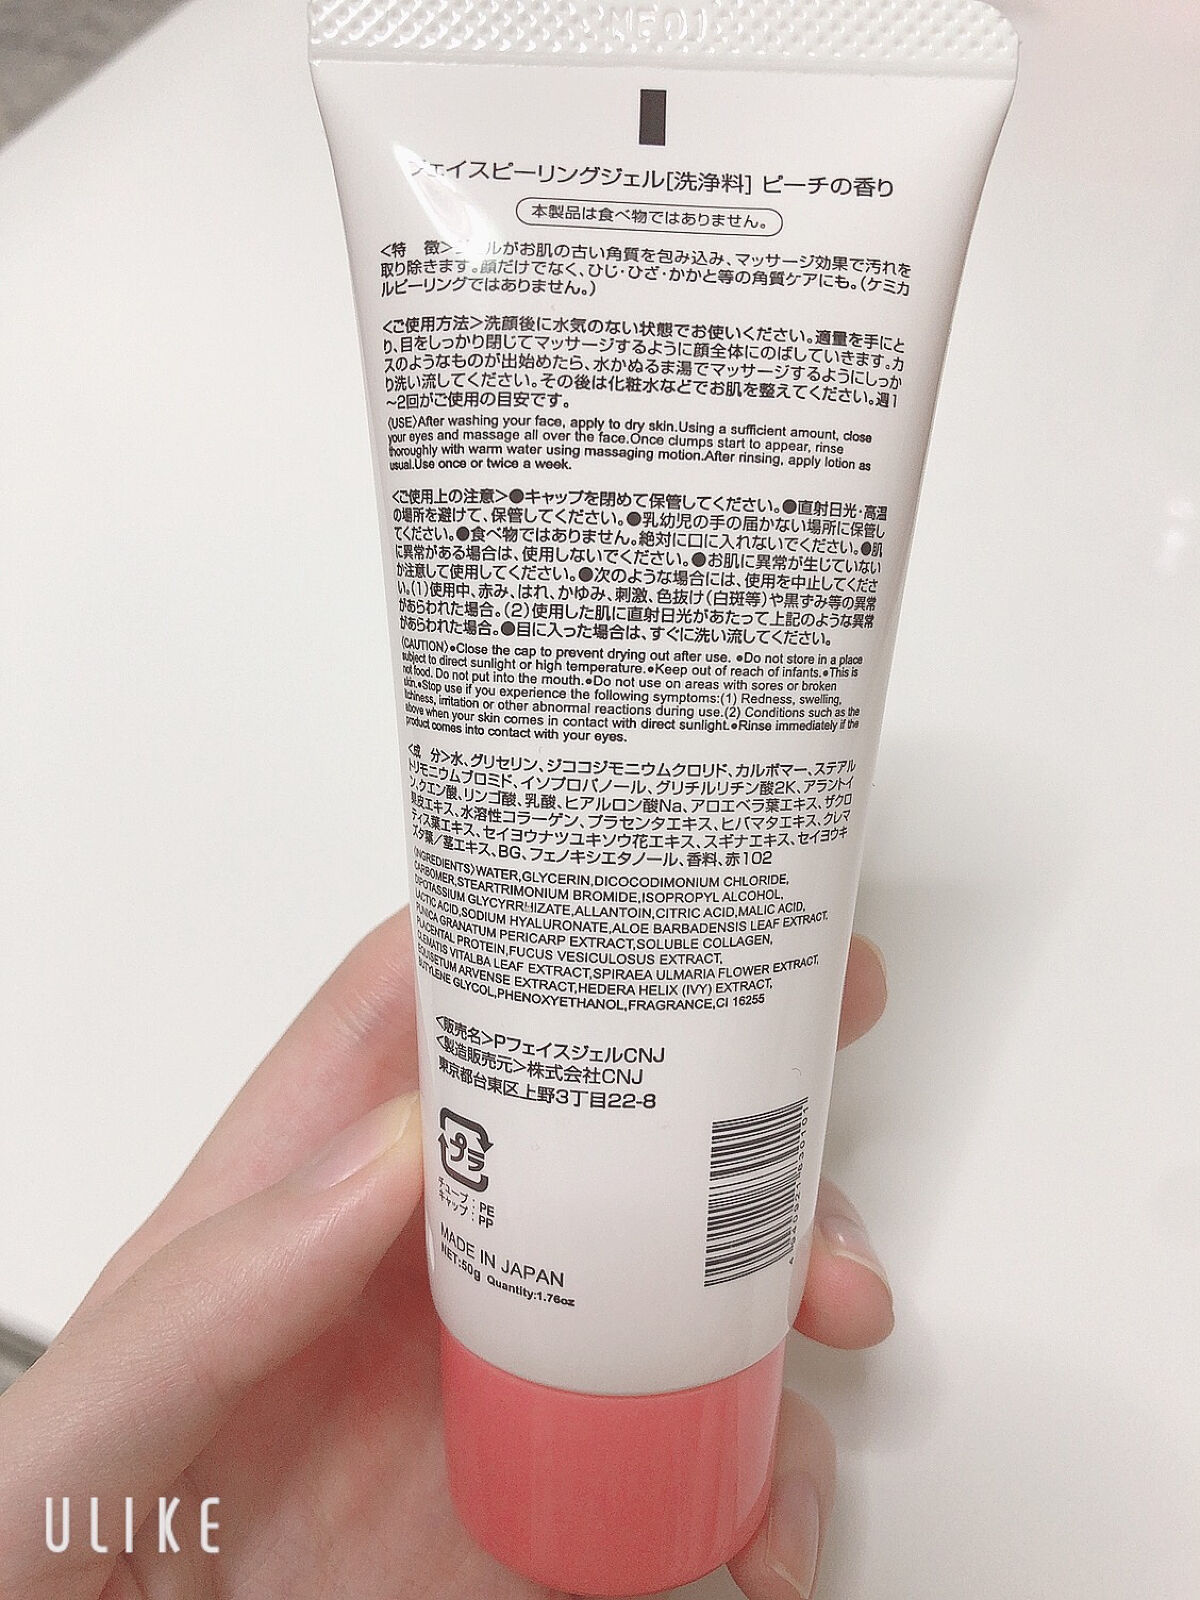 NE01
フェイスピーリングジェル[洗浄料] ピーチの香り
本製品は食べ物ではありません。
<特 徴>ジェルがお肌の古い角質を包み込み、マッサージ効果で汚れを
取り除きます。顔だけでなく、ひじ・ひざ・かかと等の角質ケアにも。(ケミカ
ルピーリングではありません。)
<ご使用方法>洗顔後に水気のない状態でお使いください。適量を手にと
り、目をしっかり閉じてマッサージするように顔全体にのばしていきます。カ
スのようなものが出始めたら、水かぬるま湯でマッサージするようにしっか
り洗い流してください。その後は化粧水などでお肌を整えてください。週1
~2回がご使用の目安です。
〈USE〉After washing your face, apply to dry skin.Using a sufficient amount, close
your eyes and massage all over the face.Once clumps start to appear, rinse
thoroughly with warm water using massaging motion.After rinsing, apply lotion as
usual.Use once or twice a week.
<ご使用上の注意>●キャップを閉めて保管してください。●直射日光・高温
の場所を避けて、保管してください。●乳幼児の手の届かない場所に保管し
てください。●食べ物ではありません。絶対に口に入れないでください。●肌
に異常がある場合は、使用しないでください。●お肌に異常が生じていない
か注意して使用してください。●次のような場合には、使用を中止してくださ
い。(1)使用中、赤み、はれ、かゆみ、刺激、色抜け(白斑等)や黒ずみ等の異常
があらわれた場合。(2)使用した肌に直射日光があたって上記のような異常
があらわれた場合。●目に入った場合は、すぐに洗い流してください。
〈CAUTION〉●Close the cap to prevent drying out after use. ●Do not store in a place
subject to direct sunlight or high temperature.●Keep out of reach of infants.●This is
not food. Do not put into the mouth.●Do not use on areas with sores or broken
skin.●Stop use if you experience the following symptoms:(1) Redness, swelling,
itchiness, irritation or other abnormal reactions during use.(2) Conditions such as the
above when your skin comes in contact with direct sunlight.●Rinse immediately if the
product comes into contact with your eyes.
<成 分>水、グリセリン、ジココジモニウムクロリド、カルボマー、ステアル
トリモニウムブロミド、イソプロパノール、グリチルリチン酸2K、アラントイ
ン、クエン酸、リンゴ酸、乳酸、ヒアルロン酸Na、アロエベラ葉エキス、ザクロ
果皮エキス、水溶性コラーゲン、プラセンタエキス、ヒバマタエキス、クレマ
ティス葉エキス、セイヨウナツユキソウ花エキス、スギナエキス、セイヨウキ
ズタ葉/茎エキス、BG、フェノキシエタノール、香料、赤102
〈INGREDIENTS〉WATER,GLYCERIN,DICOCODIMONIUM CHLORIDE,
CARBOMER,STEARTRIMONIUM BROMIDE,ISOPROPYL ALCOHOL,
DIPOTASSIUM GLYCYRRHIZATE,ALLANTOIN,CITRIC ACID,MALIC ACID,
LACTIC ACID,SODIUM HYALURONATE,ALOE BARBADENSIS LEAF EXTRACT,
PUNICA GRANATUM PERICARP EXTRACT,SOLUBLE COLLAGEN,
PLACENTAL PROTEIN,FUCUS VESICULOSUS EXTRACT,
CLEMATIS VITALBA LEAF EXTRACT,SPIRAEA ULMARIA FLOWER EXTRACT,
EQUISETUM ARVENSE EXTRACT,HEDERA HELIX (IVY) EXTRACT,
BUTYLENE GLYCOL,PHENOXYETHANOL,FRAGRANCE,CI 16255
<販売名>PフェイスジェルCNJ
<製造販売元>株式会社CNJ
東京都台東区上野3丁目22-8
プラ
チューブ:PE
キャップ:PP
MADE IN JAPAN
NET:50g Quantity:1.76oz
4 940921 830101
ULIKE